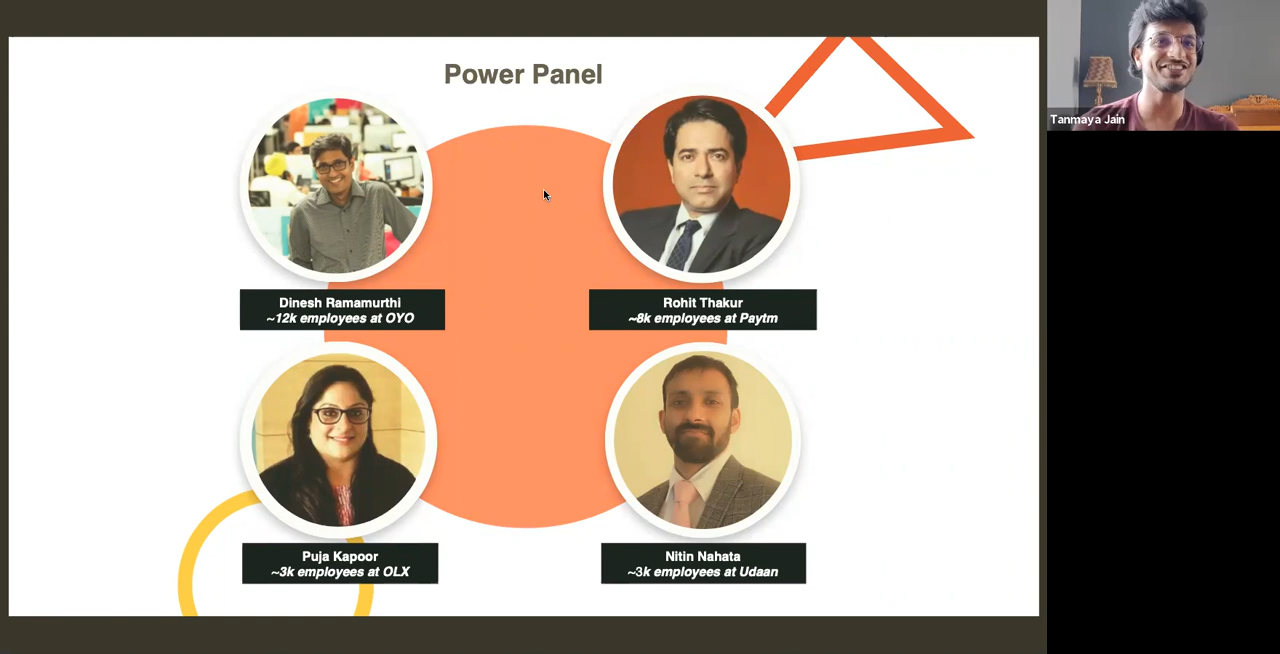 Power Panel
Tanmaya Jain
Dinesh Ramamurthi
~12k employees at OYO
Rohit Thakur
~8k employees at Paytm
Puja Kapoor
~3k employees at OLX
Nitin Nahata
~3k employees at Udaan